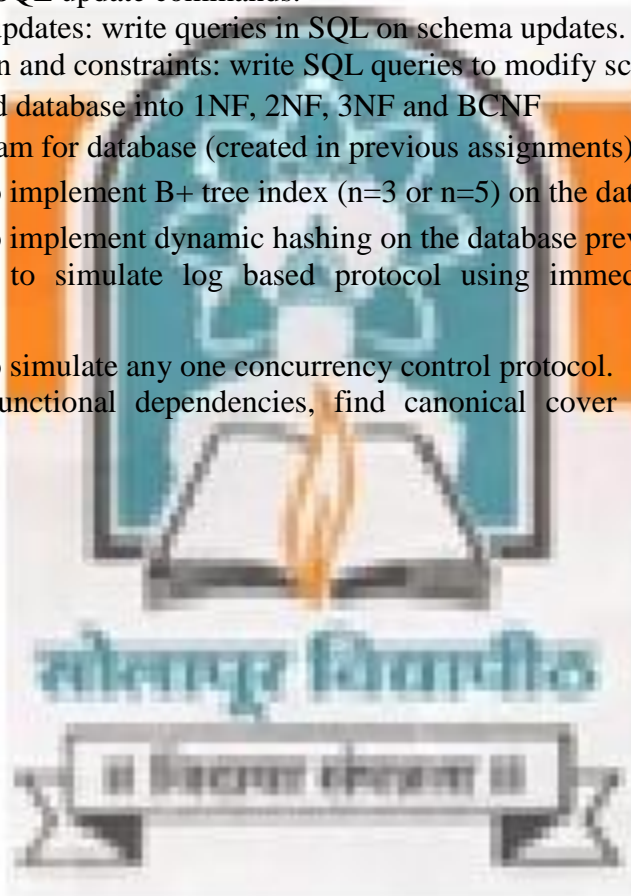 SQL update commands.
updates: write queries in SQL on schema updates.
n and constraints: write SQL queries to modify sc
d database into 1NF, 2NF, 3NF and BCNF
am for database (created in previous assignments)
o implement B+ tree index (n=3 or n=5) on the dat
o implement dynamic hashing on the database prev
to simulate log based protocol using immed
o simulate any one concurrency control protocol.
unctional dependencies, find canonical cover
सोलापूर विद्यापीठ